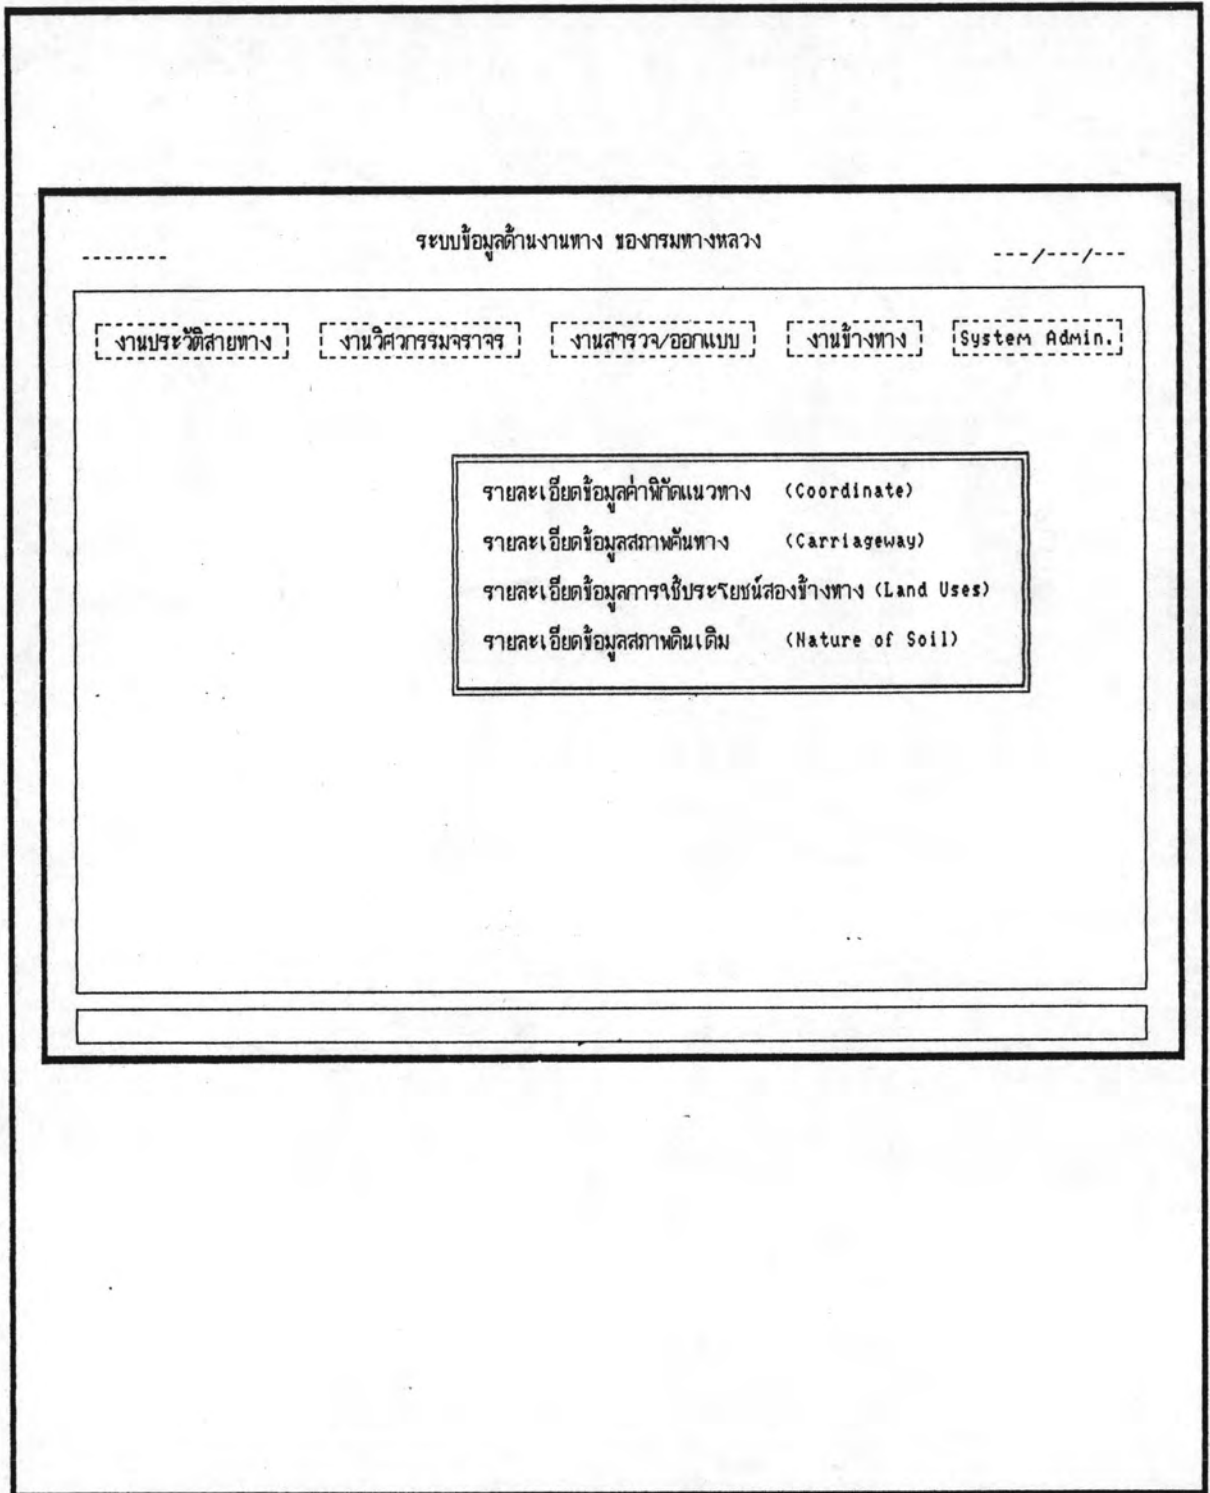 ระบบข้อมูลด้านงานทาง ของกรมทางหลวง
------- ---/---/---
งานประวัติสายทาง งานวิศวกรรมจราจร งานสำรวจ/ออกแบบ งานข้างทาง System Admin.
รายละเอียดข้อมูลค่าพิกัดแนวทาง (Coordinate)
รายละเอียดข้อมูลสภาพคันทาง (Carriageway)
รายละเอียดข้อมูลการใช้ประโยชน์สองข้างทาง (Land Uses)
รายละเอียดข้อมูลสภาพดินเดิม (Nature of Soil)